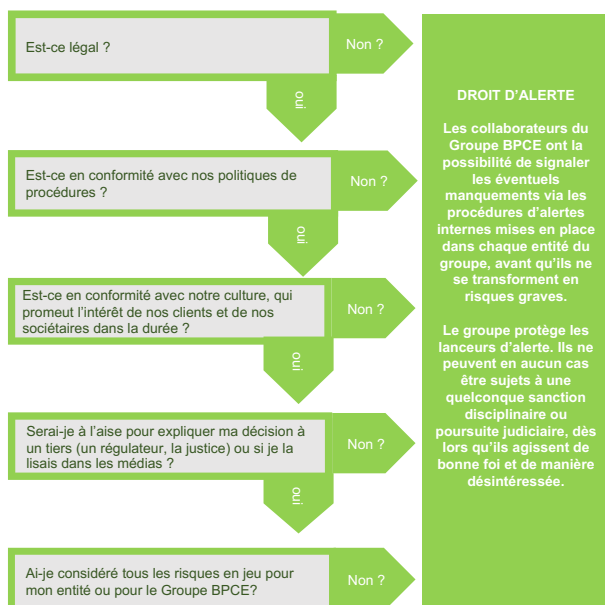 Est-ce légal ?
Non ?
oui
Est-ce en conformité avec nos politiques de
procédures ?
Non ?
oui
Est-ce en conformité avec notre culture, qui
promeut l’intérêt de nos clients et de nos
sociétaires dans la durée ?
Non ?
oui
Serai-je à l’aise pour expliquer ma décision à
un tiers (un régulateur, la justice) ou si je la
lisais dans les médias ?
Non ?
oui
Ai-je considéré tous les risques en jeu pour
mon entité ou pour le Groupe BPCE?
Non ?
DROIT D’ALERTE
Les collaborateurs du
Groupe BPCE ont la
possibilité de signaler
les éventuels
manquements via les
procédures d’alertes
internes mises en place
dans chaque entité du
groupe, avant qu’ils ne
se transforment en
risques graves.
Le groupe protège les
lanceurs d’alerte. Ils ne
peuvent en aucun cas
être sujets à une
quelconque sanction
disciplinaire ou
poursuite judiciaire, dès
lors qu’ils agissent de
bonne foi et de manière
désintéressée.